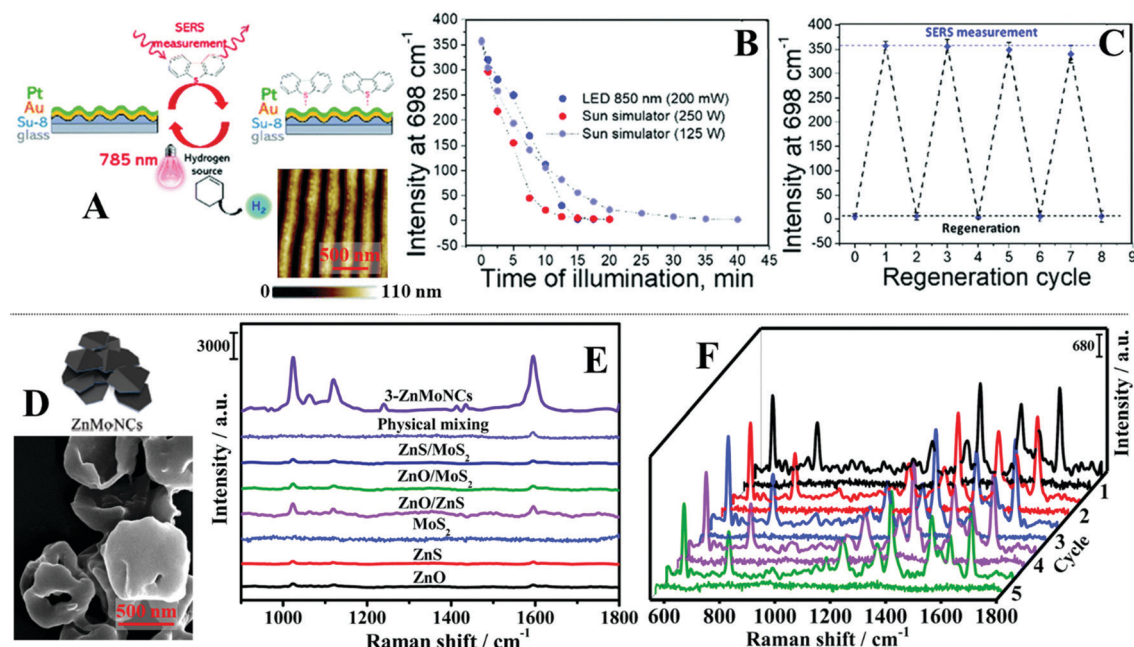 SERS
measurement
Pt
Au
Su-8
glass
785 nm
Hydrogen
source
H₂
A
500 nm
0 110 nm
B
Intensity at 698 cm⁻¹
400
350
300
250
200
150
100
50
0
-50
LED 850 nm (200 mW)
Sun simulator (250 W)
Sun simulator (125 W)
0 5 10 15 20 25 30 35 40 45
Time of illumination, min
C
Intensity at 698 cm⁻¹
400
350
300
250
200
150
100
50
0
-50
SERS measurement
Regeneration
0 1 2 3 4 5 6 7 8 9
Regeneration cycle
D
ZnMoNCs
500 nm
E
3000
Intensity / a.u.
3-ZnMoNCs
Physical mixing
ZnS/MoS₂
ZnO/MoS₂
ZnO/ZnS
MoS₂
ZnS
ZnO
1000 1200 1400 1600 1800
Raman shift / cm⁻¹
F
680
Intensity / a.u.
1
2
3
4
5
Cycle
600 800 1000 1200 1400 1600 1800
Raman shift / cm⁻¹